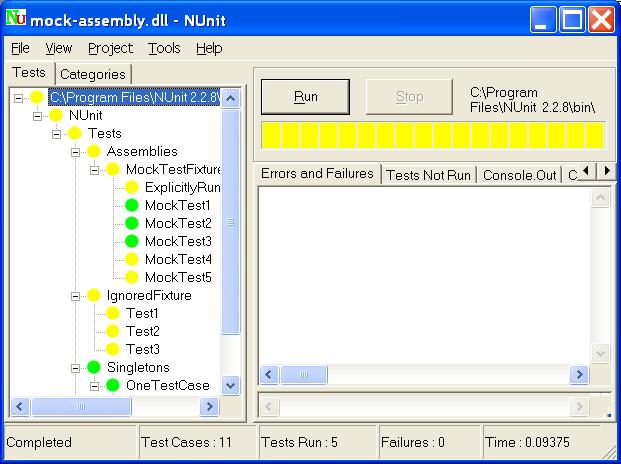 mock-assembly.dll - NUnit
File View Project Tools Help
Tests Categories
C:\Program Files\NUnit 2.2.8\
NUnit
Tests
Assemblies
MockTestFixture
ExplicitlyRun
MockTest1
MockTest2
MockTest3
MockTest4
MockTest5
IgnoredFixture
Test1
Test2
Test3
Singletons
OneTestCase
Run Stop
C:\Program
Files\NUnit 2.2.8\bin\
Errors and Failures Tests Not Run Console.Out C
Completed Test Cases : 11 Tests Run : 5 Failures : 0 Time : 0.09375